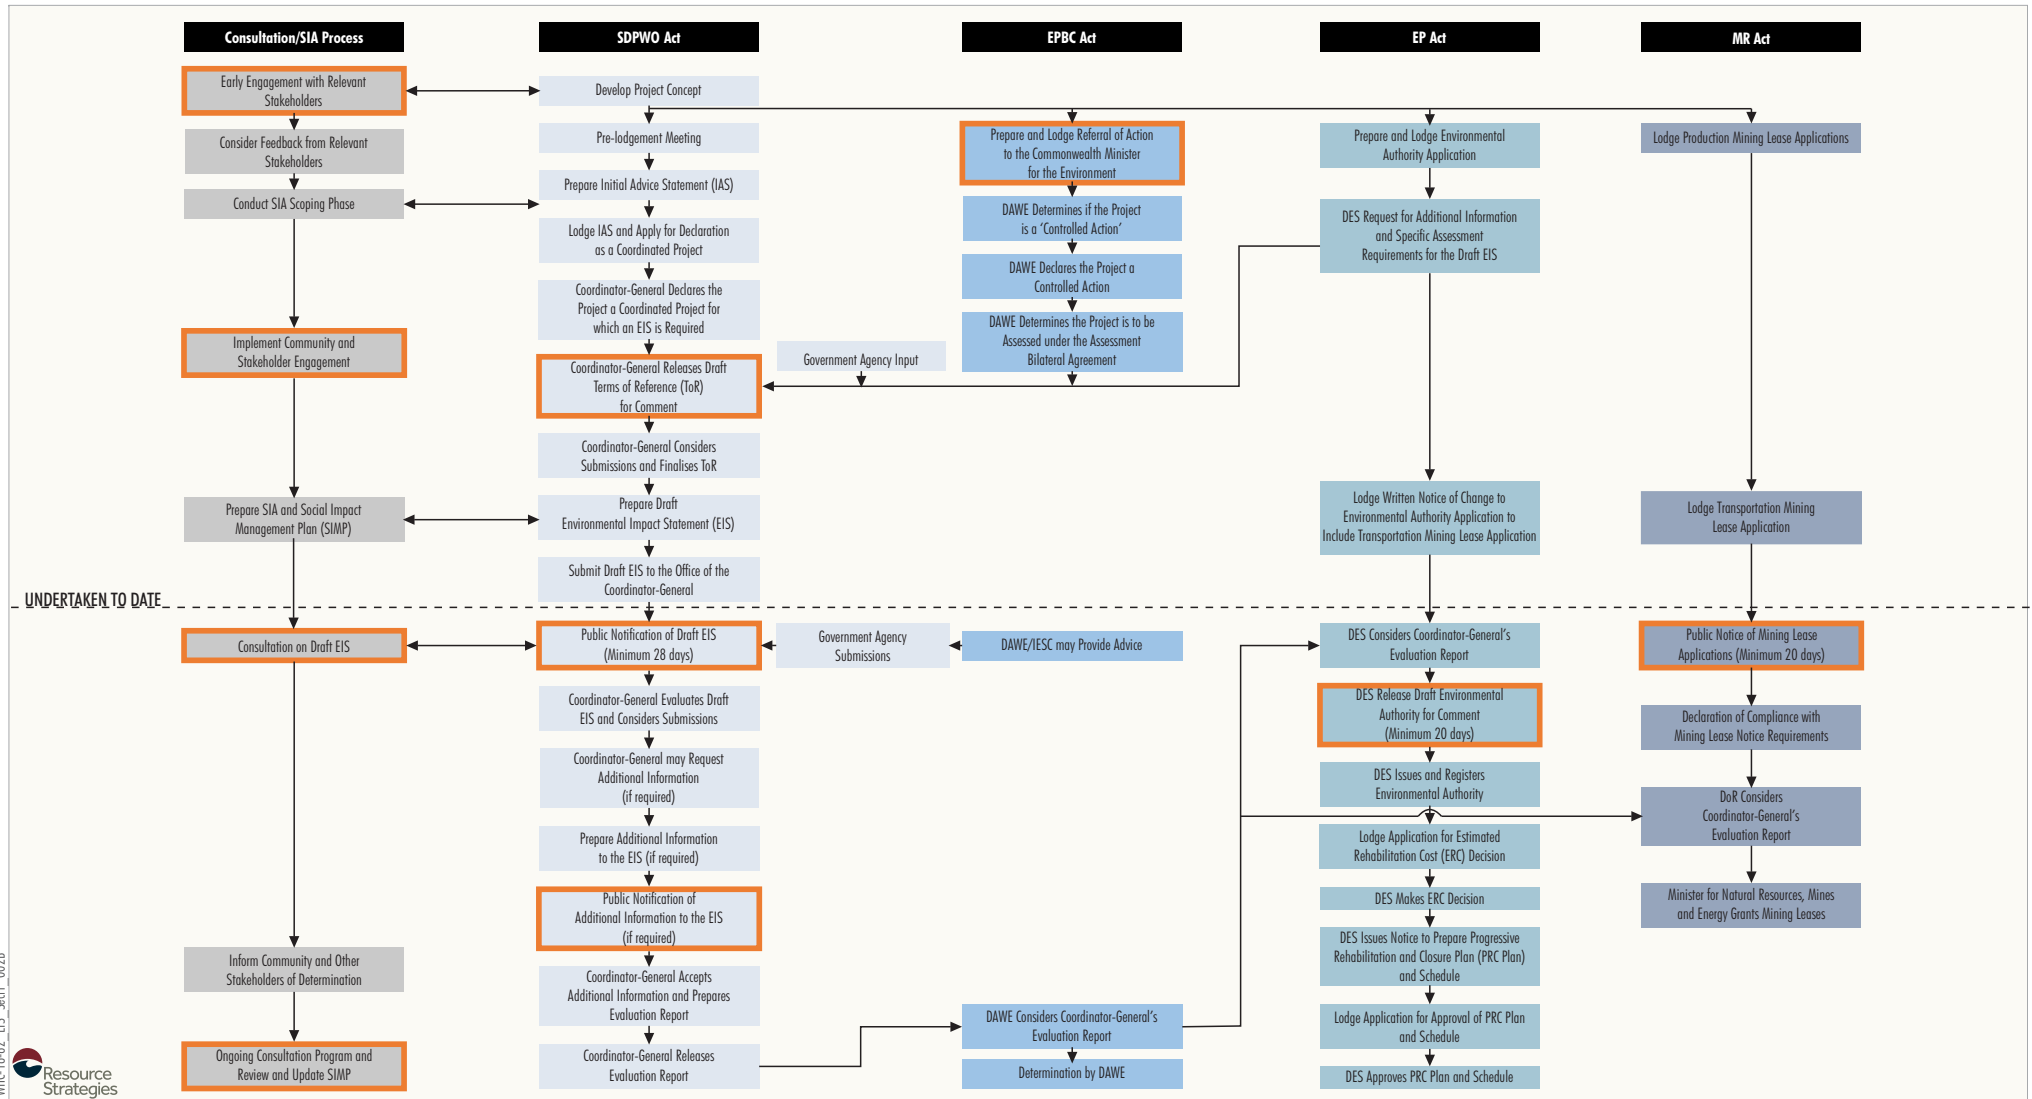 Consultation/SIA Process
SDPWO Act
EPBC Act
EP Act
MR Act
Early Engagement with Relevant
Stakeholders
Consider Feedback from Relevant
Stakeholders
Conduct SIA Scoping Phase
Implement Community and
Stakeholder Engagement
Prepare SIA and Social Impact
Management Plan (SIMP)
Develop Project Concept
Pre-lodgement Meeting
Prepare Initial Advice Statement (IAS)
Lodge IAS and Apply for Declaration
as a Coordinated Project
Coordinator-General Declares the
Project a Coordinated Project for
which an EIS is Required
Coordinator-General Releases Draft
Terms of Reference (ToR)
for Comment
Coordinator-General Considers
Submissions and Finalises ToR
Prepare Draft
Environmental Impact Statement (EIS)
Submit Draft EIS to the Office of the
Coordinator-General
Government Agency Input
Prepare and Lodge Referral of Action
to the Commonwealth Minister
for the Environment
DAWE Determines if the Project
is a ‘Controlled Action’
DAWE Declares the Project a
Controlled Action
DAWE Determines the Project is to be
Assessed under the Assessment
Bilateral Agreement
Prepare and Lodge Environmental
Authority Application
DES Request for Additional Information
and Specific Assessment
Requirements for the Draft EIS
Lodge Written Notice of Change to
Environmental Authority Application to
Include Transportation Mining Lease Application
Lodge Production Mining Lease Applications
Lodge Transportation Mining
Lease Application
UNDERTAKEN TO DATE
Consultation on Draft EIS
Inform Community and Other
Stakeholders of Determination
Ongoing Consultation Program and
Review and Update SIMP
Public Notification of Draft EIS
(Minimum 28 days)
Coordinator-General Evaluates Draft
EIS and Considers Submissions
Coordinator-General may Request
Additional Information
(if required)
Prepare Additional Information
to the EIS (if required)
Public Notification of
Additional Information to the EIS
(if required)
Coordinator-General Accepts
Additional Information and Prepares
Evaluation Report
Coordinator-General Releases
Evaluation Report
Government Agency
Submissions
DAWE/IESC may Provide Advice
DAWE Considers Coordinator-General’s
Evaluation Report
Determination by DAWE
DES Considers Coordinator-General’s
Evaluation Report
DES Release Draft Environmental
Authority for Comment
(Minimum 20 days)
DES Issues and Registers
Environmental Authority
Lodge Application for Estimated
Rehabilitation Cost (ERC) Decision
DES Makes ERC Decision
DES Issues Notice to Prepare Progressive
Rehabilitation and Closure Plan (PRC Plan)
and Schedule
Lodge Application for Approval of PRC Plan
and Schedule
DES Approves PRC Plan and Schedule
Public Notice of Mining Lease
Applications (Minimum 20 days)
Declaration of Compliance with
Mining Lease Notice Requirements
DoR Considers
Coordinator-General’s
Evaluation Report
Minister for Natural Resources, Mines
and Energy Grants Mining Leases
Resource
Strategies